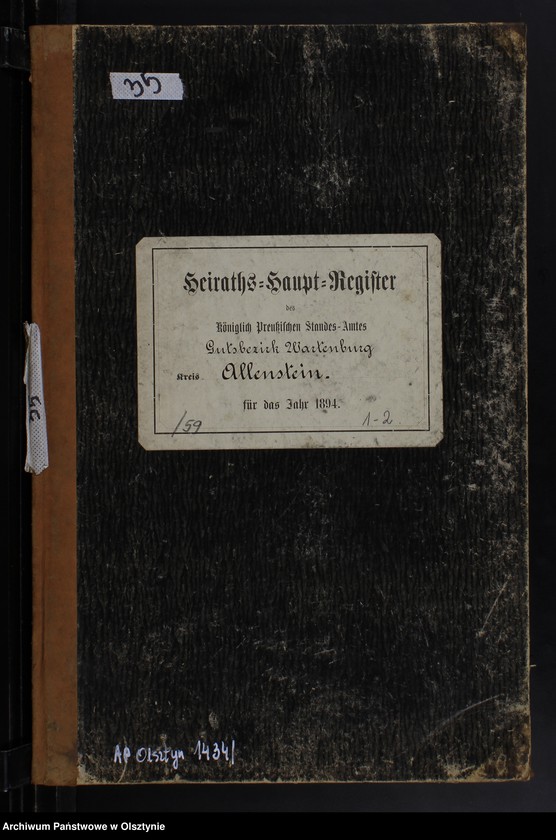 35
Heiraths-Haupt-Register
des
Königlich Preußischen Standes-Amtes
Gutsbezirk Wartenburg
Kreis Allenstein.
für das Jahr 1894.
/59
1-2
35
AP Olsztyn 1434/
Archiwum Państwowe w Olsztynie